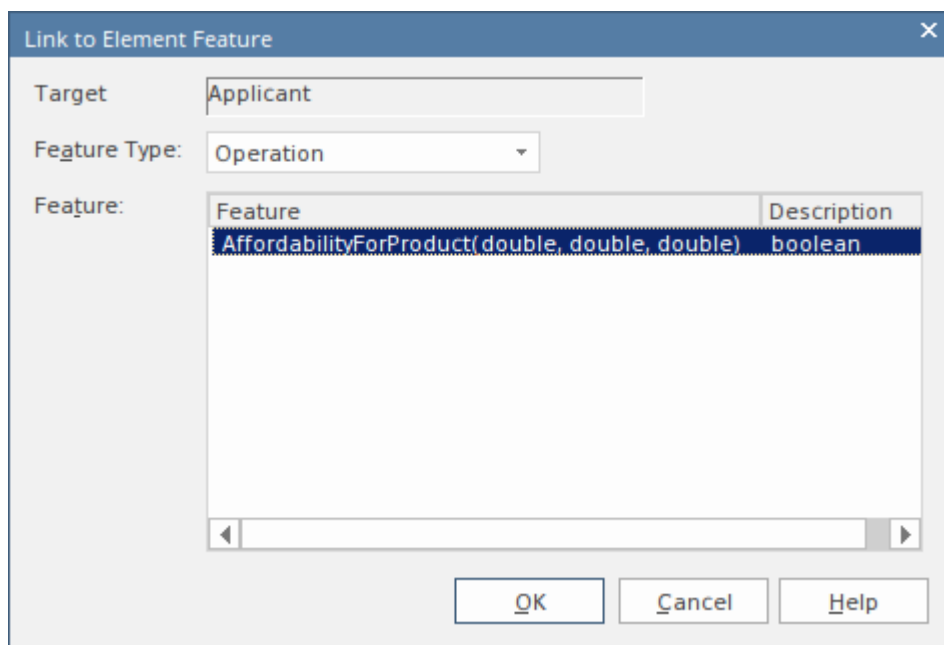 Link to Element Feature
Target Applicant
Feature Type: Operation
Feature:
Feature Description
AffordabilityForProduct(double, double, double) boolean
OK Cancel Help